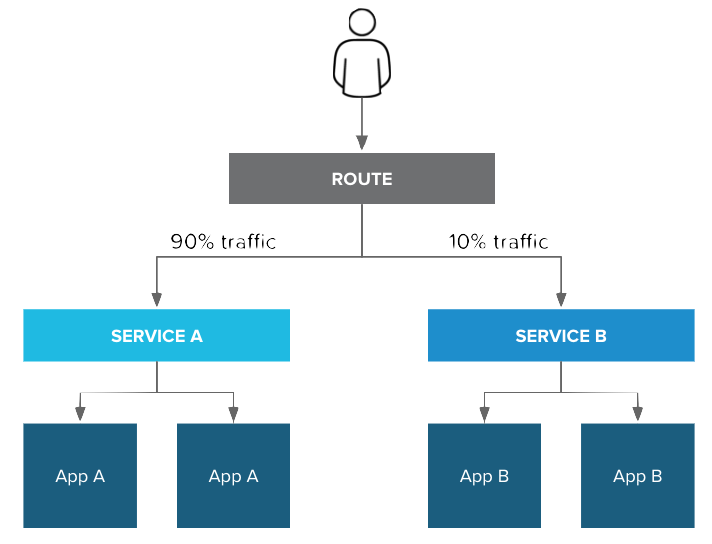 ROUTE
90% traffic
10% traffic
SERVICE A
SERVICE B
App A
App A
App B
App B